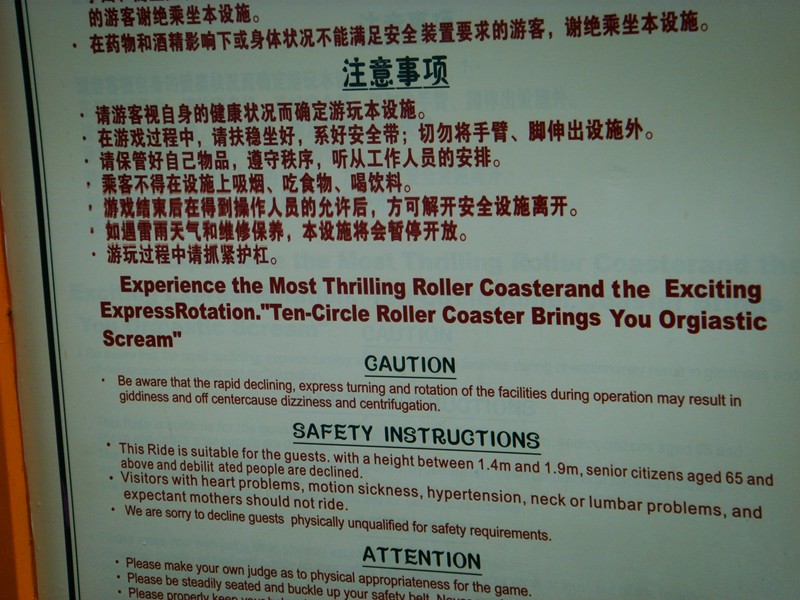 的游客谢绝乘坐本设施。
· 在药物和酒精影响下或身体状况不能满足安全装置要求的游客，谢绝乘坐本设施。
注意事项
· 请游客视自身的健康状况而确定游玩本设施。
· 在游戏过程中，请扶稳坐好，系好安全带；切勿将手臂、脚伸出设施外。
· 请保管好自己物品，遵守秩序，听从工作人员的安排。
· 乘客不得在设施上吸烟、吃食物、喝饮料。
· 游戏结束后在得到操作人员的允许后，方可解开安全设施离开。
· 如遇雷雨天气和维修保养，本设施将会暂停开放。
· 游玩过程中请抓紧护杠。
Experience the Most Thrilling Roller Coasterand the Exciting
ExpressRotation."Ten-Circle Roller Coaster Brings You Orgiastic
Scream"
CAUTION
· Be aware that the rapid declining, express turning and rotation of the facilities during operation may result in
giddiness and off centercause dizziness and centrifugation.
SAFETY INSTRUCTIONS
· This Ride is suitable for the guests. with a height between 1.4m and 1.9m, senior citizens aged 65 and
above and debilit ated people are declined.
· Visitors with heart problems, motion sickness, hypertension, neck or lumbar problems, and
expectant mothers should not ride.
· We are sorry to decline guests physically unqualified for safety requirements.
ATTENTION
· Please make your own judge as to physical appropriateness for the game.
· Please be steadily seated and buckle up your safety belt.
· Please properly keep your